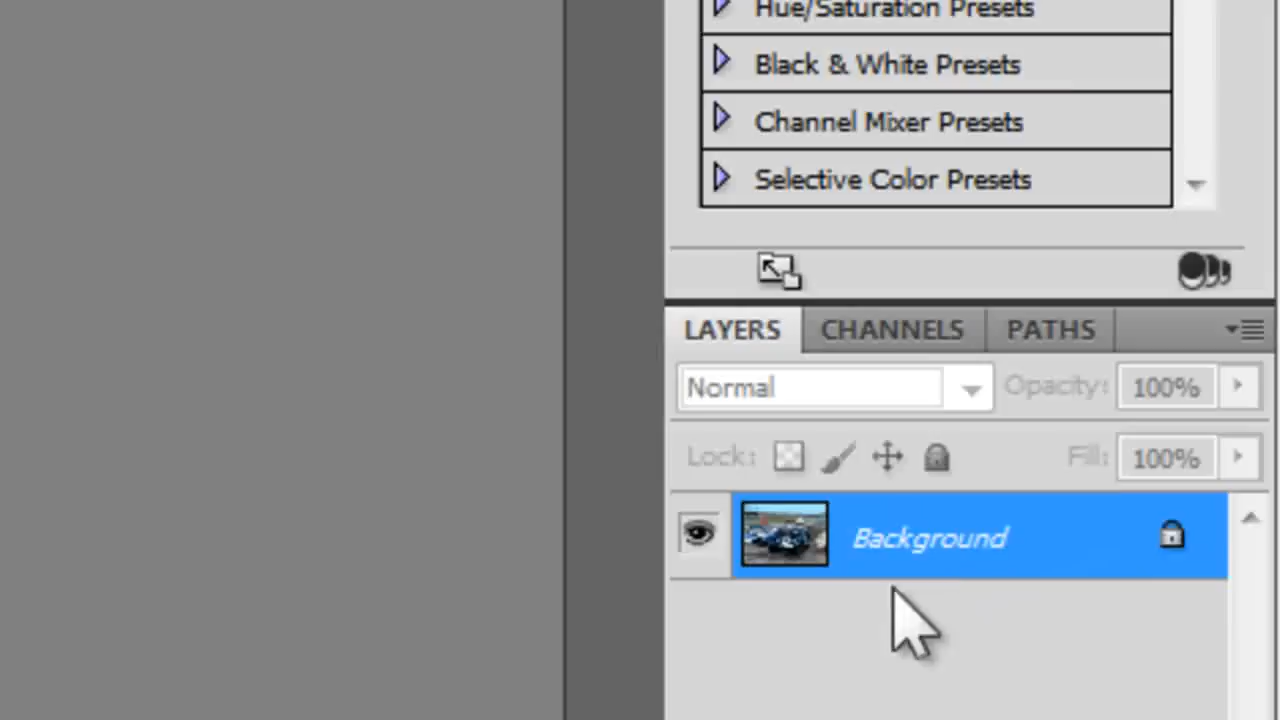 Hue/Saturation Presets
Black & White Presets
Channel Mixer Presets
Selective Color Presets
LAYERS CHANNELS PATHS
Normal Opacity: 100%
Lock: Fill: 100%
Background